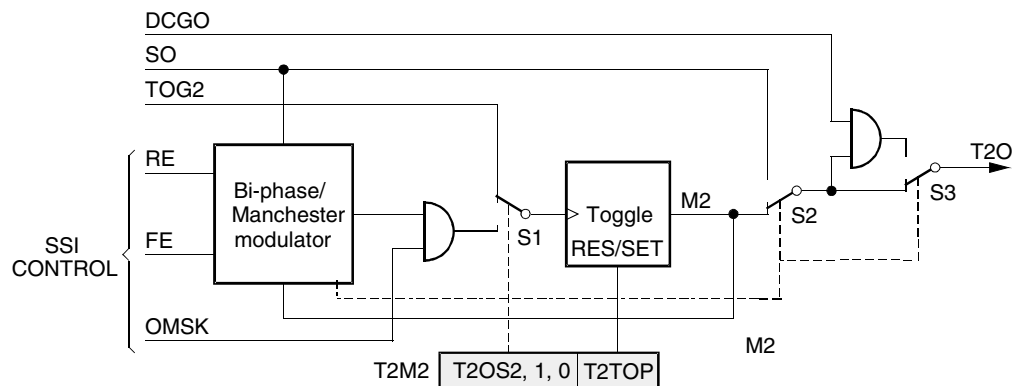 DCGO
SO
TOG2
RE
T2O
Bi-phase/
Manchester
modulator
Toggle
RES/SET
M2
S1
S2
S3
SSI
CONTROL
FE
OMSK
M2
T2M2
T2OS2, 1, 0
T2TOP